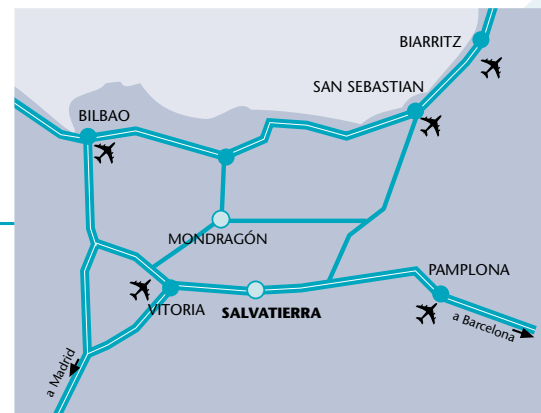 BIARRITZ
SAN SEBASTIAN
BILBAO
MONDRAGÓN
PAMPLONA
VITORIA
SALVATIERRA
a Barcelona
a Madrid